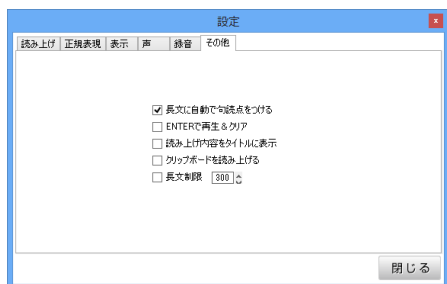 設定
x
読み上げ 正規表現 表示 声 録音 その他
長文に自動で句読点をつける
ENTERで再生&クリア
読み上げ内容をタイトルに表示
クリップボードを読み上げる
長文制限 300
閉じる